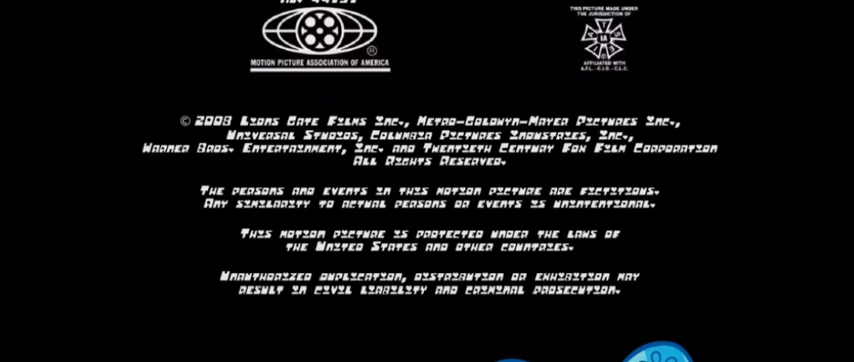 MOTION PICTURE ASSOCIATION OF AMERICA
®
THIS PICTURE MADE UNDER
THE JURISDICTION OF
IA
AFFILIATED WITH
A.F.L. - C.I.O. - C.L.C.
© 2008 Lions Gate Films Inc., Metro-Goldwyn-Mayer Pictures Inc.,
Universal Studios, Columbia Pictures Industries, Inc.,
Warner Bros. Entertainment, Inc. and Twentieth Century Fox Film Corporation
All Rights Reserved.
The persons and events in this motion picture are fictitious.
Any similarity to actual persons or events is unintentional.
This motion picture is protected under the laws of
the United States and other countries.
Unauthorized duplication, distribution or exhibition may
result in civil liability and criminal prosecution.